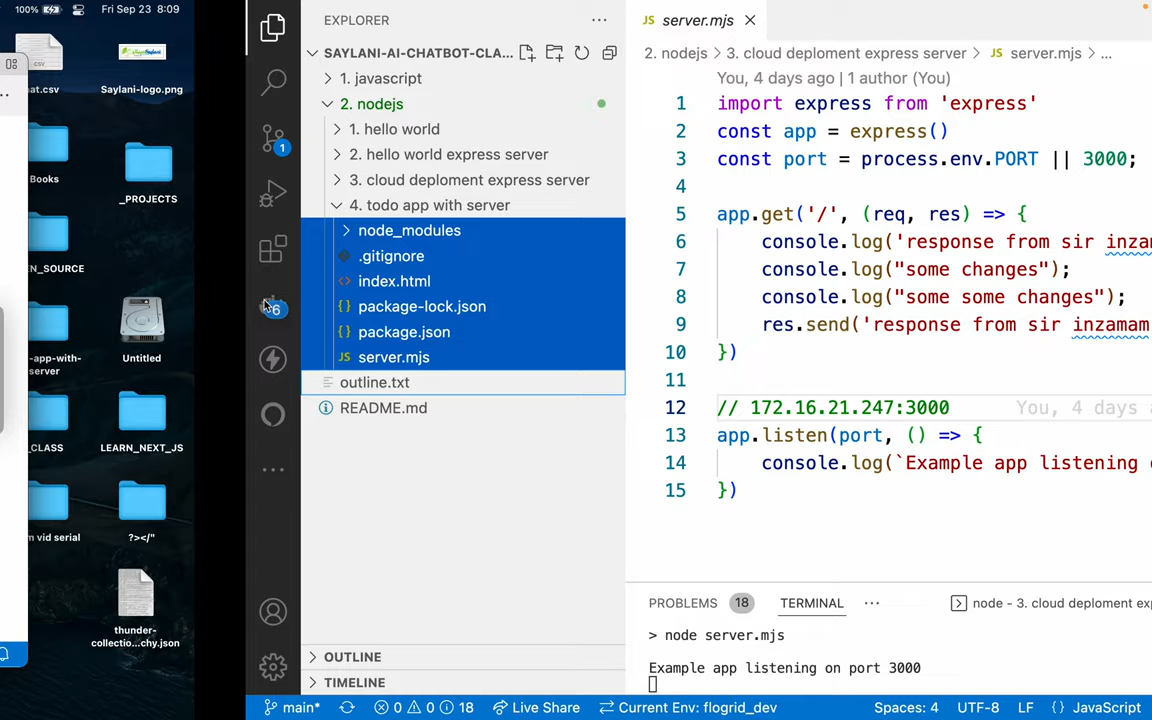 100%
Fri Sep 23 8:09
at.csv
Saylani-logo.png
Books
_PROJECTS
EN_SOURCE
-app-with-
server
Untitled
_CLASS
LEARN_NEXT_JS
m vid serial
?></"
thunder-
collectio...chy.json
EXPLORER
SAYLANI-AI-CHATBOT-CLA...
1. javascript
2. nodejs
1. hello world
2. hello world express server
3. cloud deploment express server
4. todo app with server
node_modules
.gitignore
index.html
package-lock.json
package.json
server.mjs
outline.txt
README.md
OUTLINE
TIMELINE
1
6
JS server.mjs
2. nodejs > 3. cloud deploment express server > JS server.mjs > ...
You, 4 days ago | 1 author (You)
1 import express from 'express'
2 const app = express()
3 const port = process.env.PORT || 3000;
4
5 app.get('/', (req, res) => {
6 console.log('response from sir inzam
7 console.log("some changes");
8 console.log("some some changes");
9 res.send('response from sir inzamam
10 })
11
12 // 172.16.21.247:3000 You, 4 days a
13 app.listen(port, () => {
14 console.log(`Example app listening o
15 })
PROBLEMS 18 TERMINAL ... node - 3. cloud deploment exp
> node server.mjs
Example app listening on port 3000
main* 0 0 18 Live Share Current Env: flogrid_dev Spaces: 4 UTF-8 LF {} JavaScript